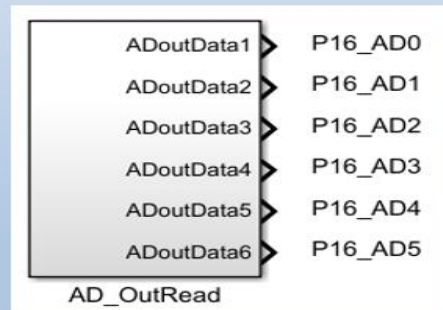 ADoutData1 P16_AD0
ADoutData2 P16_AD1
ADoutData3 P16_AD2
ADoutData4 P16_AD3
ADoutData5 P16_AD4
ADoutData6 P16_AD5
AD_OutRead